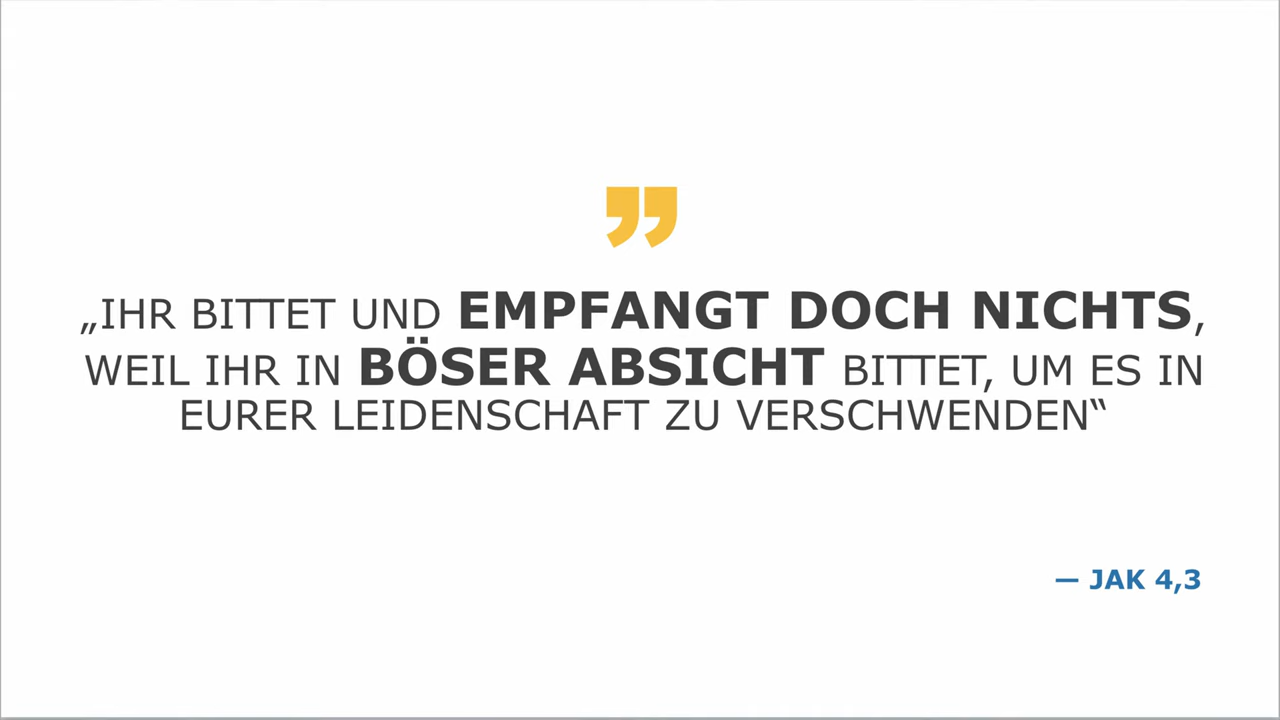 ”
„IHR BITTET UND EMPFANGT DOCH NICHTS,
WEIL IHR IN BÖSER ABSICHT BITTET, UM ES IN
EURER LEIDENSCHAFT ZU VERSCHWENDEN“
— JAK 4,3